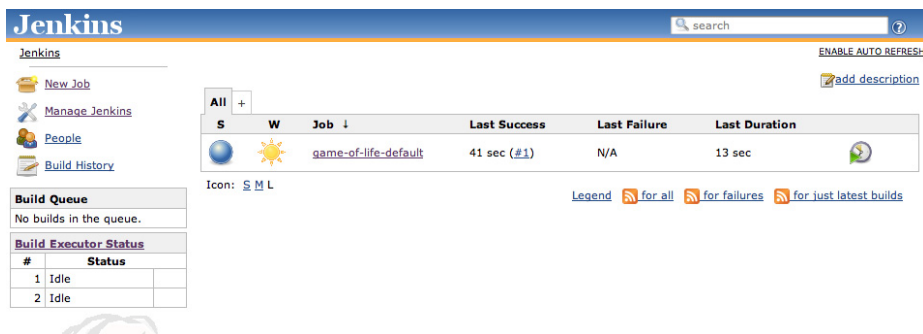 Jenkins
search
Jenkins
ENABLE AUTO REFRESH
New Job
Manage Jenkins
People
Build History
add description
All +
S W Job ↓ Last Success Last Failure Last Duration
game-of-life-default 41 sec (#1) N/A 13 sec
Icon: S M L
Legend for all for failures for just latest builds
Build Queue
No builds in the queue.
Build Executor Status
# Status
1 Idle
2 Idle